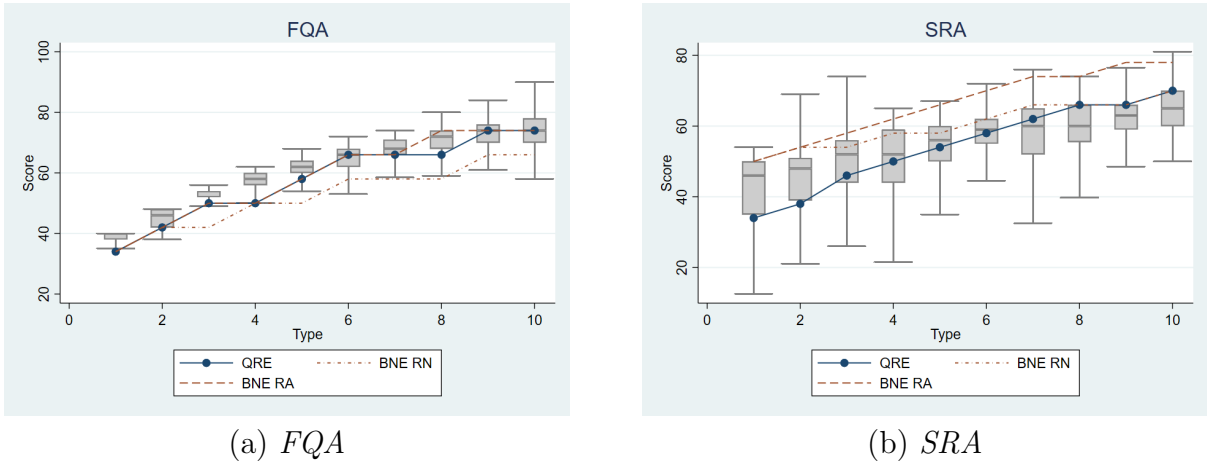 FQA
Score
100
80
60
40
20
0 2 4 6 8 10
Type
QRE BNE RN
BNE RA
(a) FQA
SRA
Score
80
60
40
20
0 2 4 6 8 10
Type
QRE BNE RN
BNE RA
(b) SRA